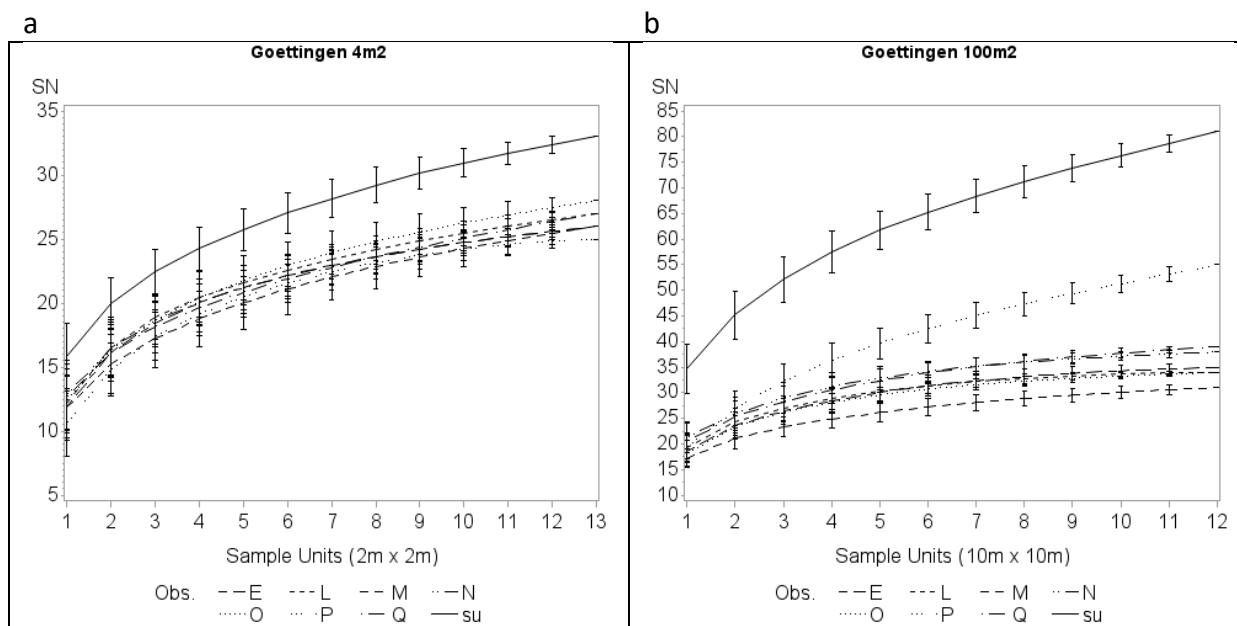 a
Goettingen 4m2
SN
35
30
25
20
15
10
5
1 2 3 4 5 6 7 8 9 10 11 12 13
Sample Units (2m x 2m)
Obs. E L M N
O P Q su
b
Goettingen 100m2
SN
85
80
75
70
65
60
55
50
45
40
35
30
25
20
15
10
1 2 3 4 5 6 7 8 9 10 11 12
Sample Units (10m x 10m)
Obs. E L M N
O P Q su